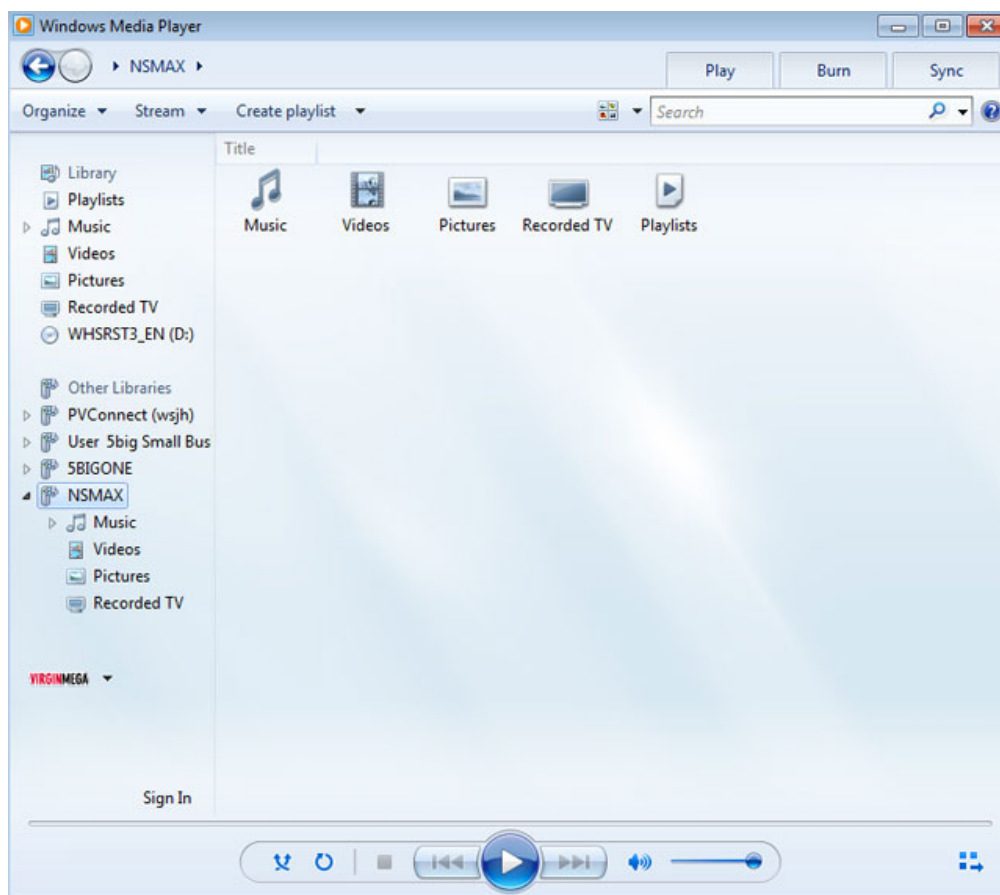 Windows Media Player
NSMAX
Play Burn Sync
Organize Stream Create playlist Search
Title
Library
Playlists
Music
Videos
Pictures
Recorded TV
WHSRST3_EN (D:)
Other Libraries
PVConnect (wsjh)
User 5big Small Bus
5BIGONE
NSMAX
Music
Videos
Pictures
Recorded TV
VIRGINMEGA
Sign In
Music Videos Pictures Recorded TV Playlists